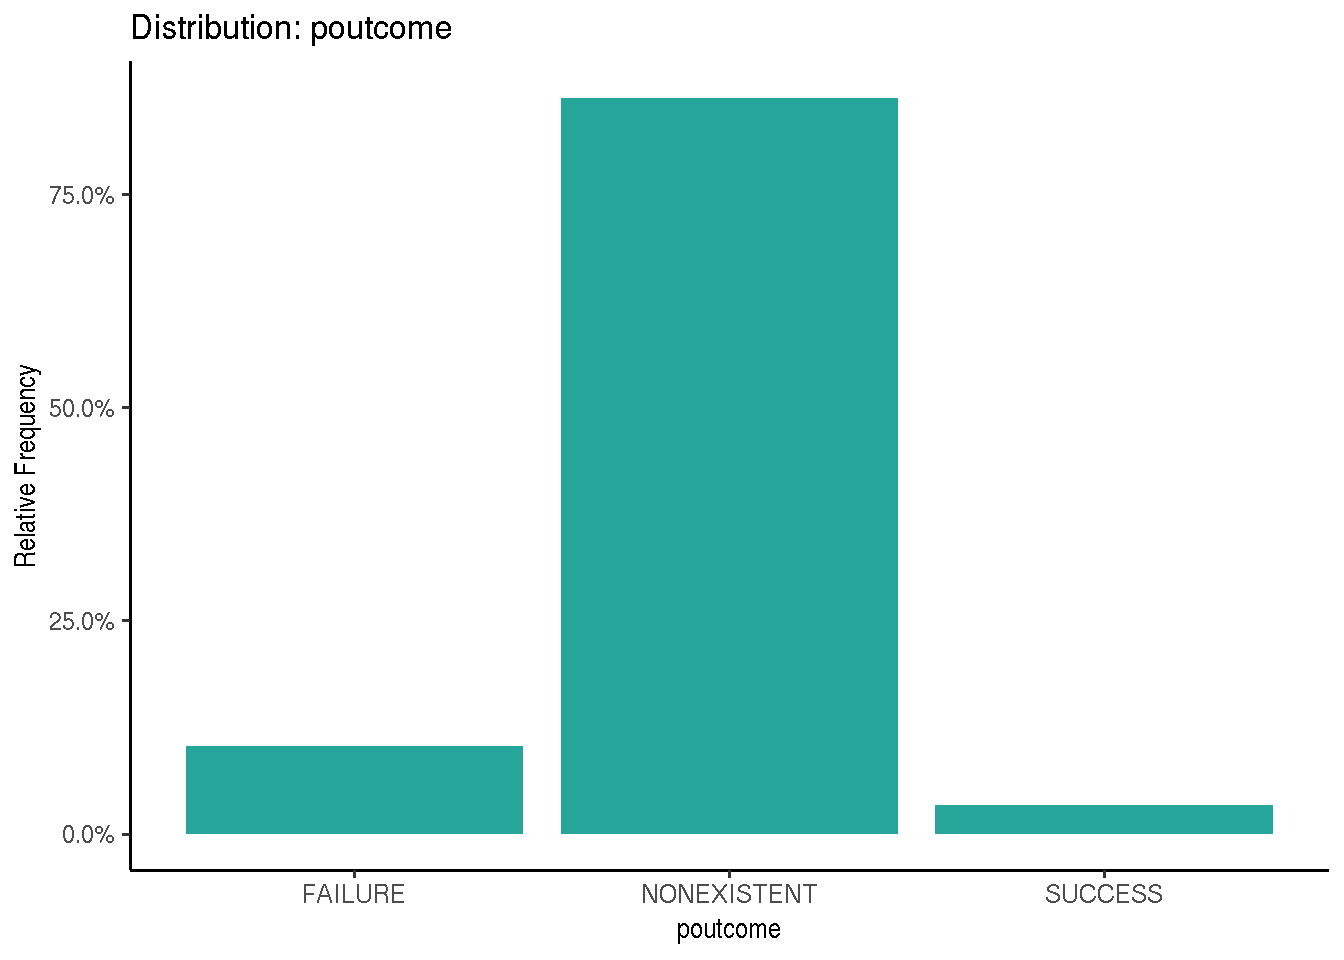 Distribution: poutcome
Relative Frequency
75.0%
50.0%
25.0%
0.0%
FAILURE NONEXISTENT SUCCESS
poutcome